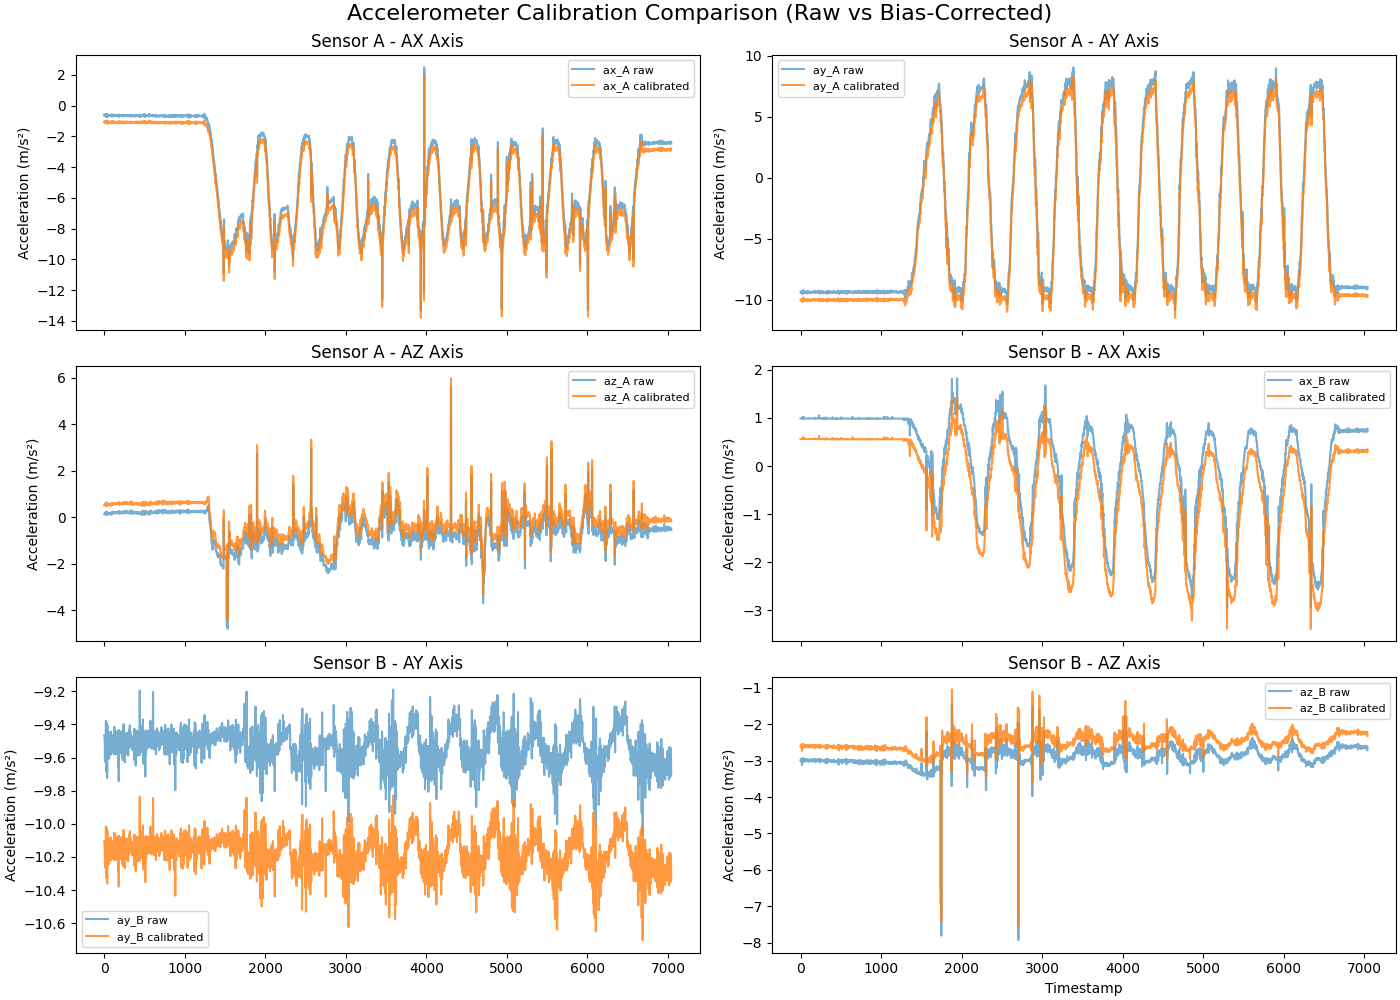 Accelerometer Calibration Comparison (Raw vs Bias-Corrected)
Sensor A - AX Axis
Acceleration (m/s²)
2
0
−2
−4
−6
−8
−10
−12
−14
ax_A raw
ax_A calibrated
Sensor A - AY Axis
Acceleration (m/s²)
10
5
0
−5
−10
ay_A raw
ay_A calibrated
Sensor A - AZ Axis
Acceleration (m/s²)
6
4
2
0
−2
−4
az_A raw
az_A calibrated
Sensor B - AX Axis
Acceleration (m/s²)
2
1
0
−1
−2
−3
ax_B raw
ax_B calibrated
Sensor B - AY Axis
Acceleration (m/s²)
−9.2
−9.4
−9.6
−9.8
−10.0
−10.2
−10.4
−10.6
ay_B raw
ay_B calibrated
0 1000 2000 3000 4000 5000 6000 7000
Sensor B - AZ Axis
Acceleration (m/s²)
−1
−2
−3
−4
−5
−6
−7
−8
az_B raw
az_B calibrated
0 1000 2000 3000 4000 5000 6000 7000
Timestamp